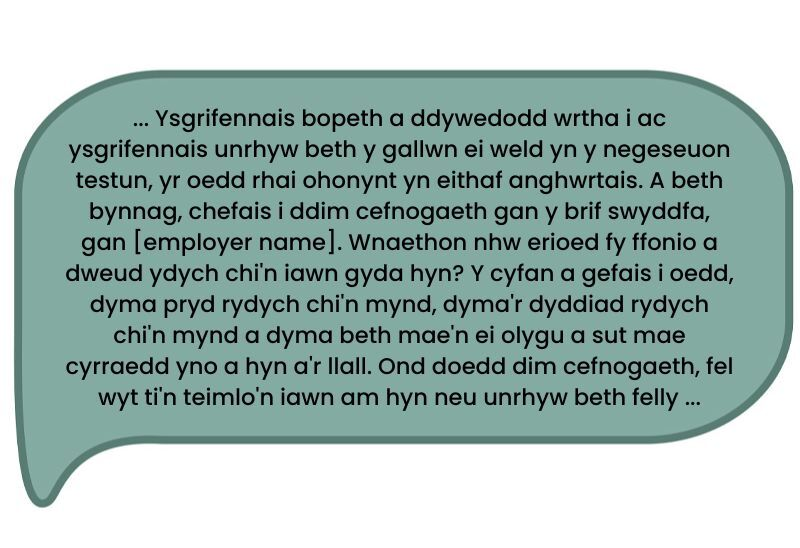 ... Ysgrifennais bopeth a ddywedodd wrtha i ac
ysgrifennais unrhyw beth y gallwn ei weld yn y negeseuon
testun, yr oedd rhai ohonynt yn eithaf anghwrtais. A beth
bynnag, chefais i ddim cefnogaeth gan y brif swyddfa,
gan [employer name]. Wnaethon nhw erioed fy ffonio a
dweud ydych chi'n iawn gyda hyn? Y cyfan a gefais i oedd,
dyma pryd rydych chi'n mynd, dyma'r dyddiad rydych
chi'n mynd a dyma beth mae'n ei olygu a sut mae
cyrraedd yno a hyn a'r llall. Ond doedd dim cefnogaeth, fel
wyt ti'n teimlo'n iawn am hyn neu unrhyw beth felly ...